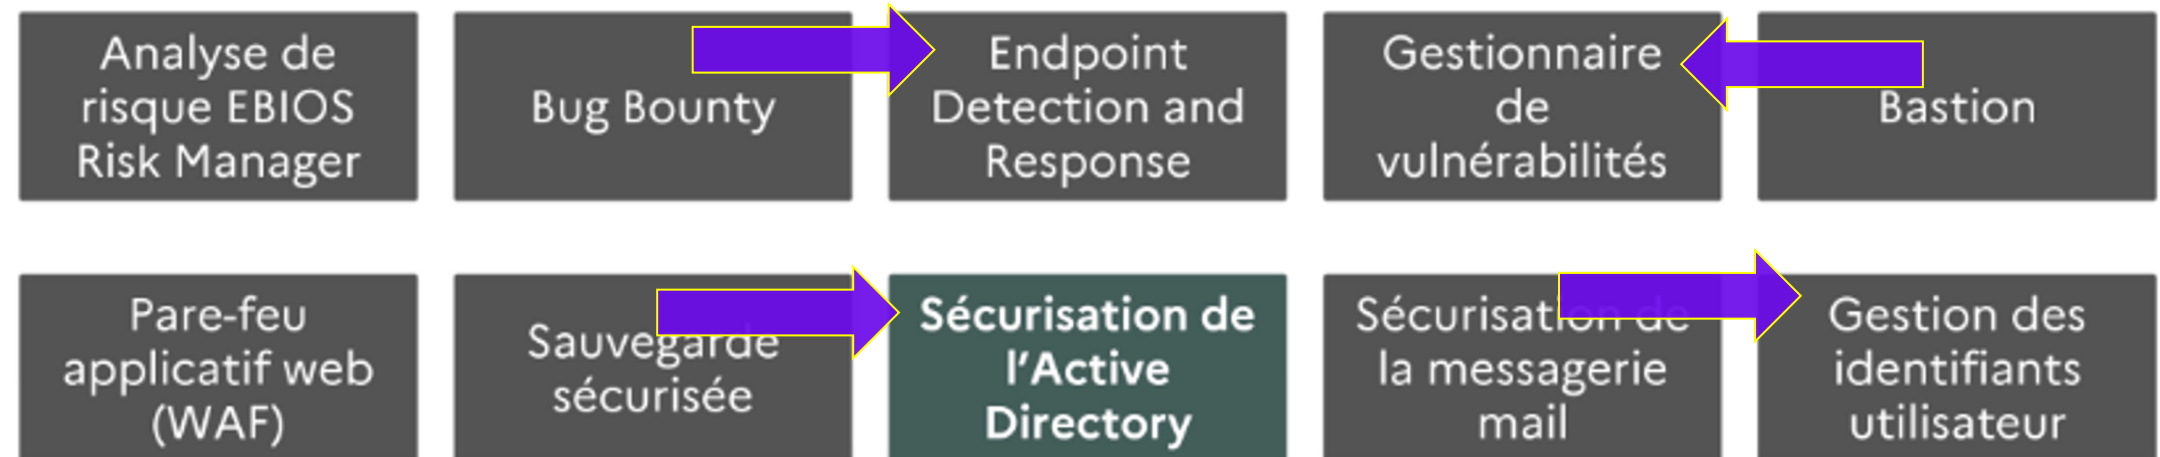 Analyse de
risque EBIOS
Risk Manager
Bug Bounty
Endpoint
Detection and
Response
Gestionnaire
de
vulnérabilités
Bastion
Pare-feu
applicatif web
(WAF)
Sauvegarde
sécurisée
Sécurisation de
l'Active
Directory
Sécurisation de
la messagerie
mail
Gestion des
identifiants
utilisateur